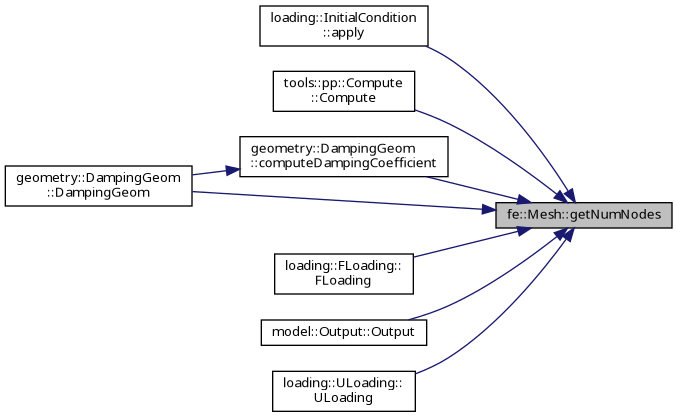 loading::InitialCondition
::apply
tools::pp::Compute
::Compute
geometry::DampingGeom
::computeDampingCoefficient
geometry::DampingGeom
::DampingGeom
fe::Mesh::getNumNodes
loading::FLoading::
FLoading
model::Output::Output
loading::ULoading::
ULoading